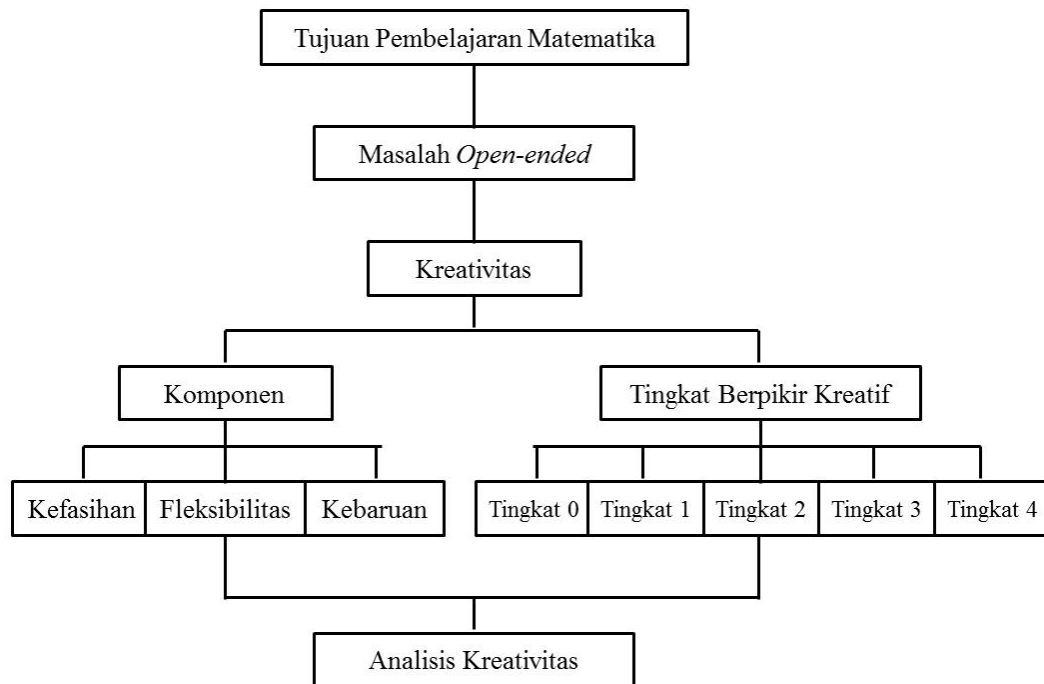 Tujuan Pembelajaran Matematika
Masalah Open-ended
Kreativitas
Komponen
Tingkat Berpikir Kreatif
Kefasihan
Fleksibilitas
Kebaruan
Tingkat 0
Tingkat 1
Tingkat 2
Tingkat 3
Tingkat 4
Analisis Kreativitas